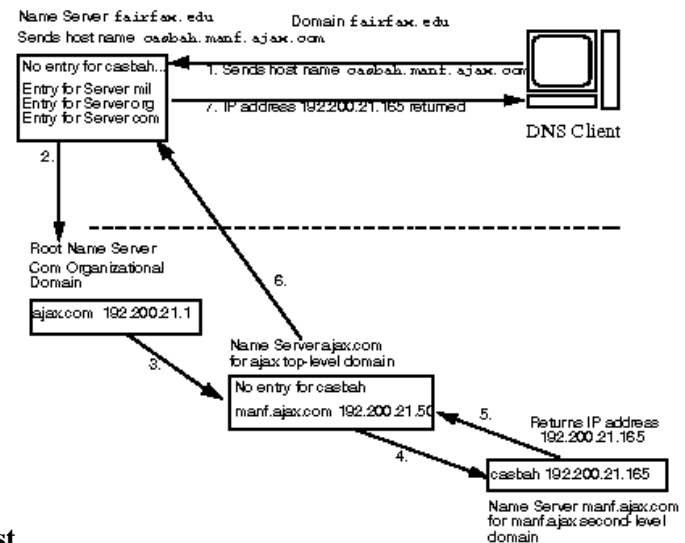 Name Server fairfax.edu
Domain fairfax.edu
Sends host name casbah.manf.ajax.com
No entry for casbah...
Entry for Server mil
Entry for Server org
Entry for Server com
1. Sends host name casbah.manf.ajax.com
7. IP address 192.200.21.165 returned
DNS Client
2.
Root Name Server
Com Organizational
Domain
ajax.com 192.200.21.1
6.
3.
Name Server ajax.com
for ajax top-level domain
No entry for casbah
manf.ajax.com 192.200.21.50
5.
Returns IP address
192.200.21.165
4.
casbah 192.200.21.165
Name Server manf.ajax.com
for manf.ajax second-level
domain
st